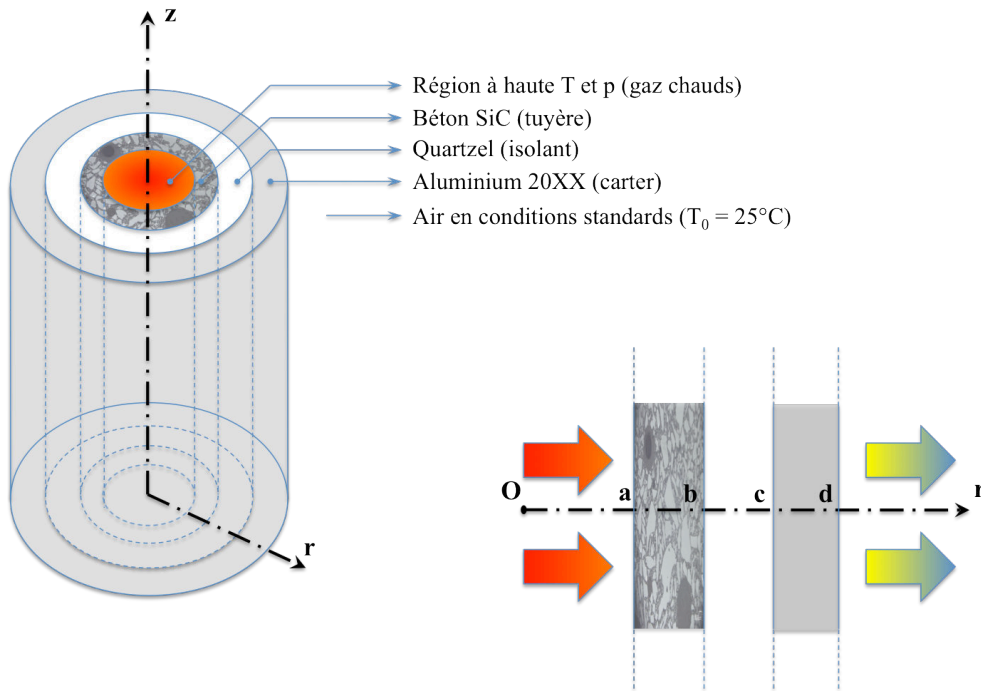 z
Région à haute T et p (gaz chauds)
Béton SiC (tuyère)
Quartzel (isolant)
Aluminium 20XX (carter)
Air en conditions standards (T₀ = 25°C)
r
O a b c d r